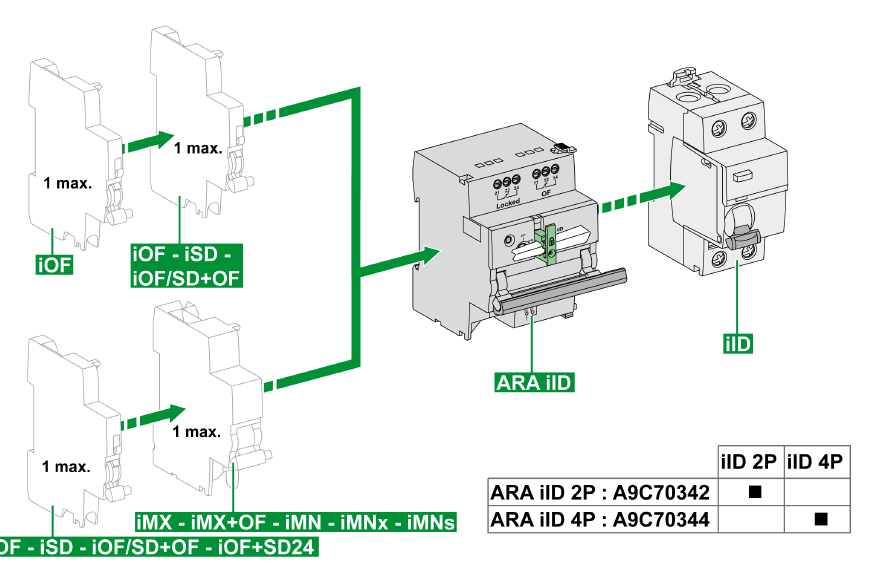 1 max.
1 max.
iOF
iOF - iSD -
iOF/SD+OF
Locked
OF
ARA iID
iID
1 max.
1 max.
iMX - iMX+OF - iMN - iMNx - iMNs
OF - iSD - iOF/SD+OF - iOF+SD24
iID 2P iID 4P
ARA iID 2P : A9C70342 ■
ARA iID 4P : A9C70344 ■